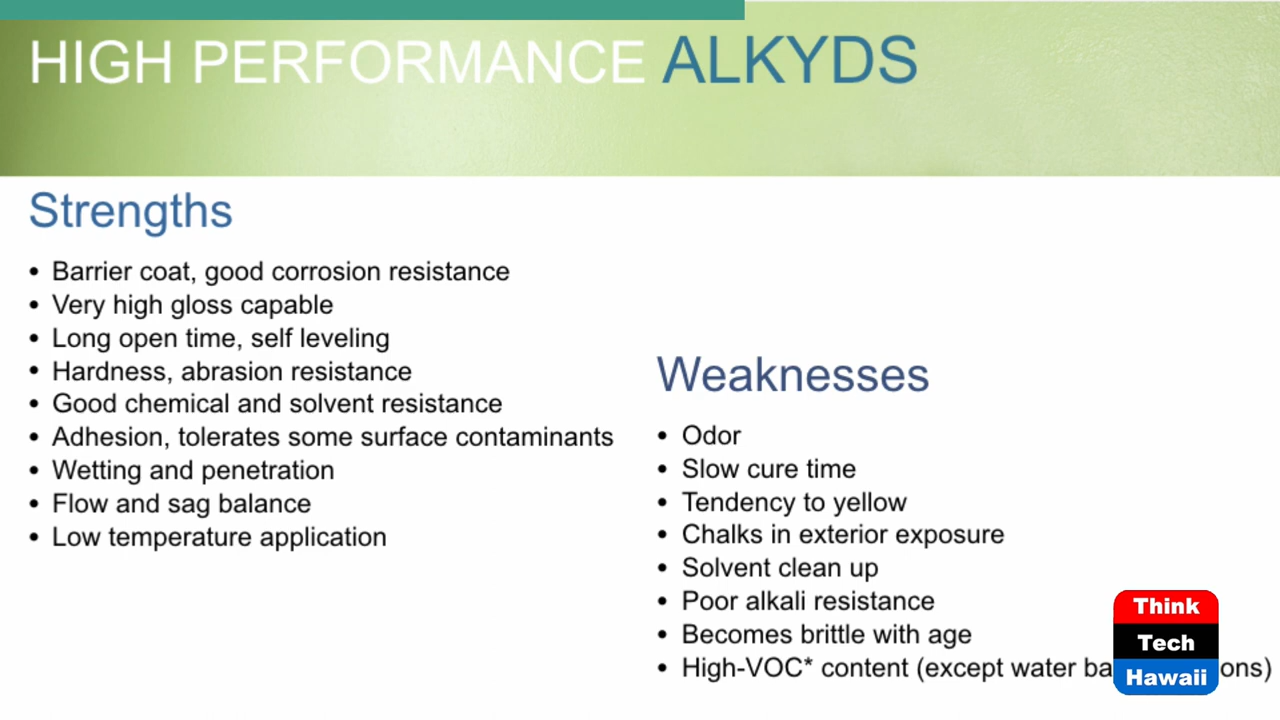 HIGH PERFORMANCE ALKYDS
Strengths
• Barrier coat, good corrosion resistance
• Very high gloss capable
• Long open time, self leveling
• Hardness, abrasion resistance
• Good chemical and solvent resistance
• Adhesion, tolerates some surface contaminants
• Wetting and penetration
• Flow and sag balance
• Low temperature application
Weaknesses
• Odor
• Slow cure time
• Tendency to yellow
• Chalks in exterior exposure
• Solvent clean up
• Poor alkali resistance
• Becomes brittle with age
• High-VOC* content (except water
Think
Tech
Hawaii